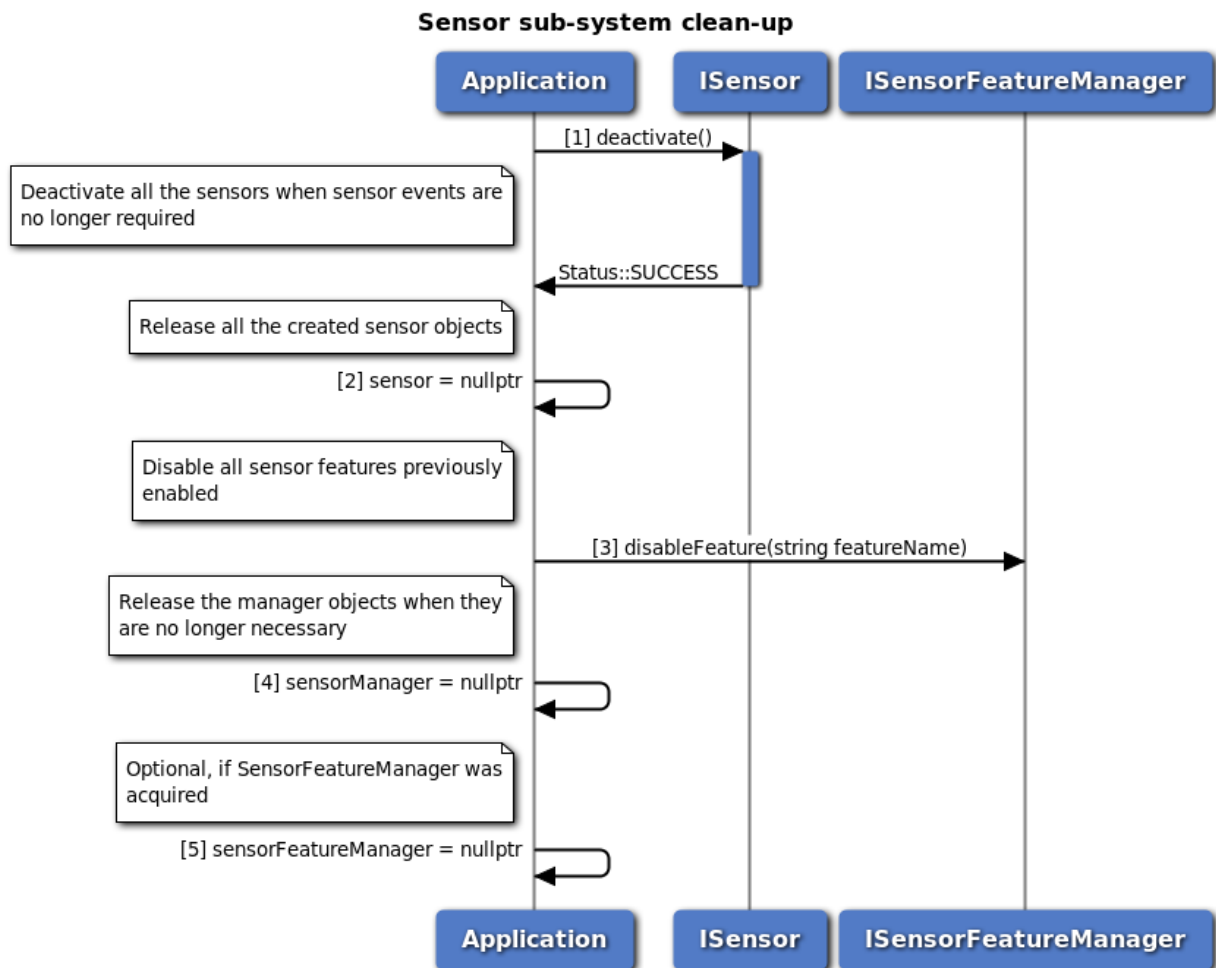 Sensor sub-system clean-up
Application
ISensor
ISensorFeatureManager
[1] deactivate()
Deactivate all the sensors when sensor events are
no longer required
Status::SUCCESS
Release all the created sensor objects
[2] sensor = nullptr
Disable all sensor features previously
enabled
[3] disableFeature(string featureName)
Release the manager objects when they
are no longer necessary
[4] sensorManager = nullptr
Optional, if SensorFeatureManager was
acquired
[5] sensorFeatureManager = nullptr
Application
ISensor
ISensorFeatureManager